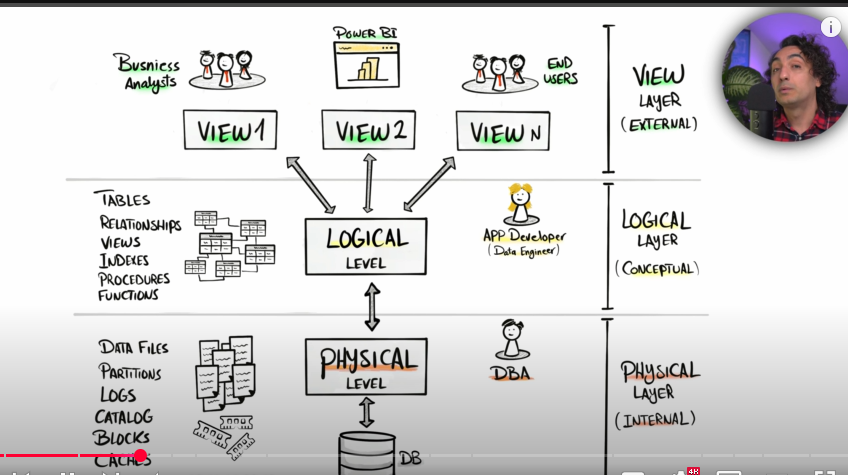 POWER BI
Busniess
Analysts
END
USERS
VIEW 1
VIEW 2
VIEW N
VIEW
LAYER
(EXTERNAL)
TABLES
RELATIONSHIPS
VIEWS
INDEXES
PROCEDURES
FUNCTIONS
LOGICAL
LEVEL
APP Developer
(Data Engineer)
LOGICAL
LAYER
(CONCEPTUAL)
DATA FILES
PARTITIONS
LOGS
CATALOG
BLOCKS
CACHES
PHYSICAL
LEVEL
DBA
PHYSICAL
LAYER
(INTERNAL)
DB
i
4K